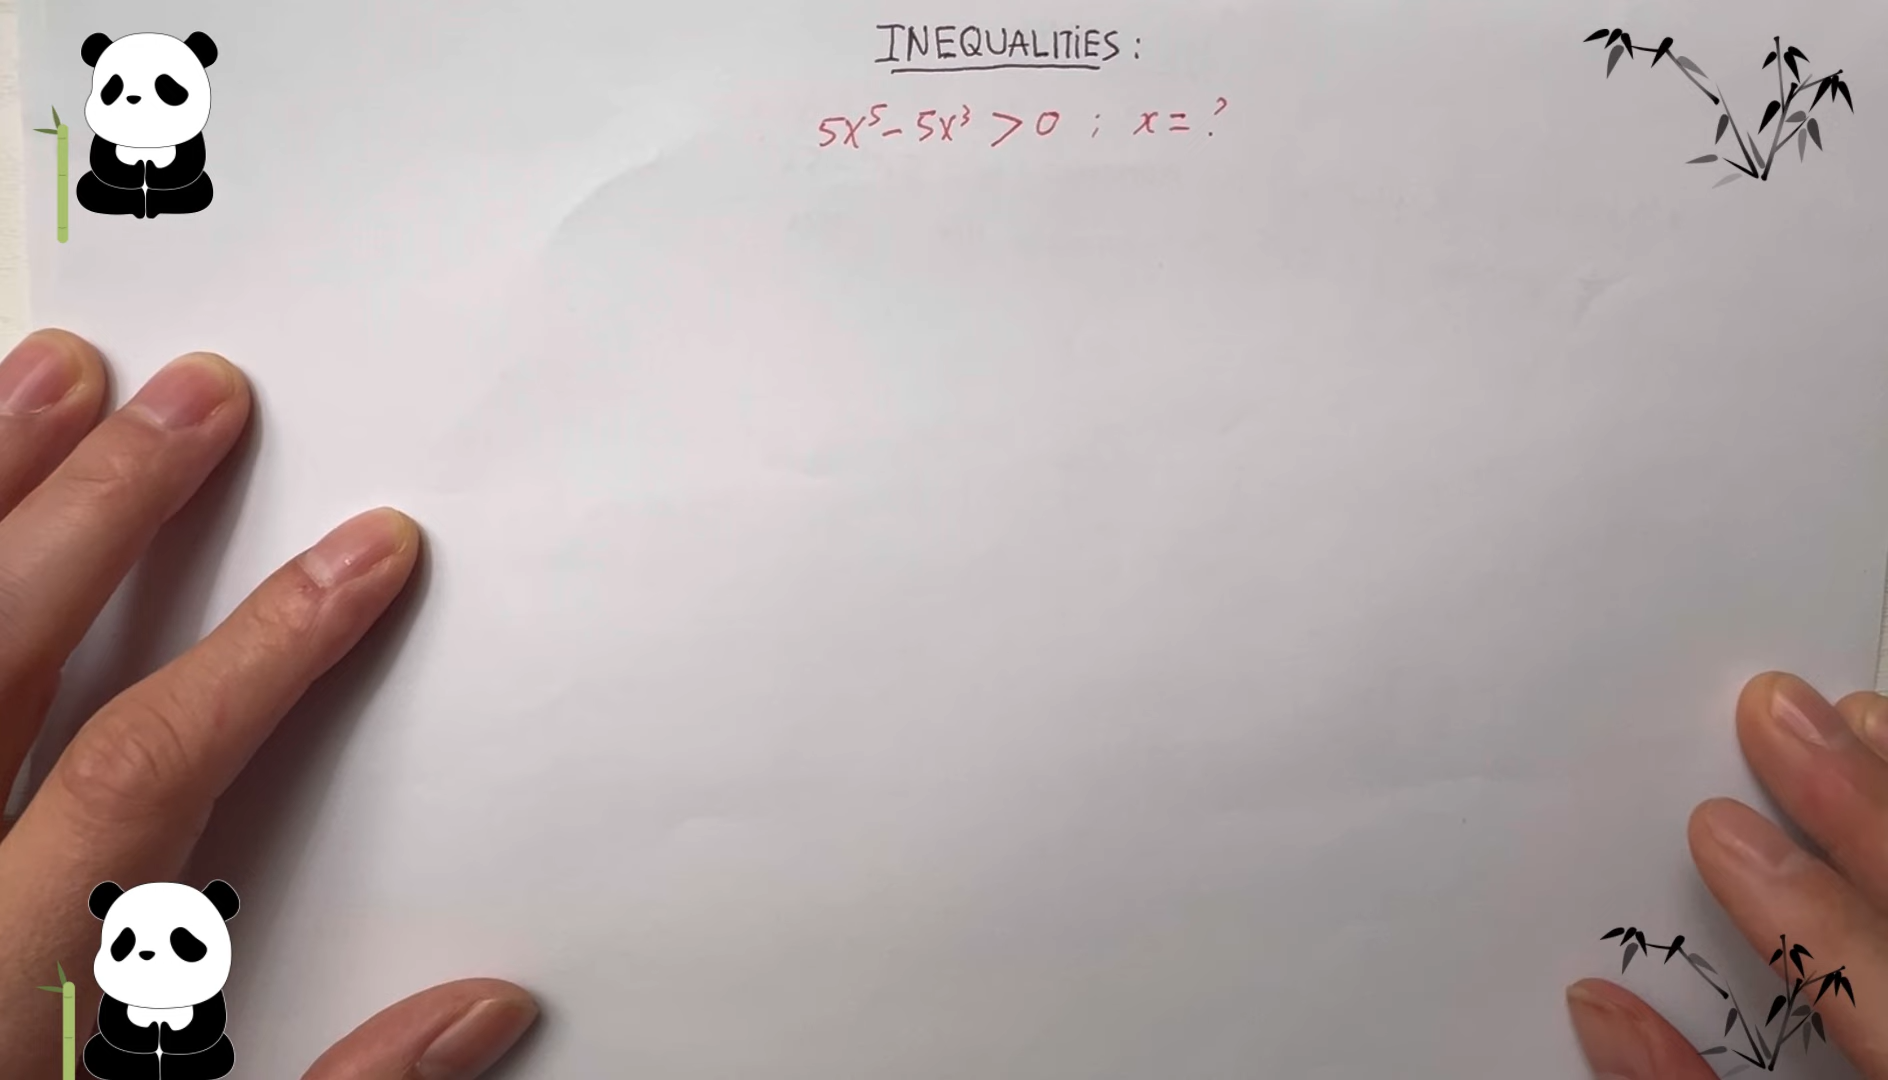 INEQUALITIES:
5x⁵ - 5x³ > 0 ; x = ?